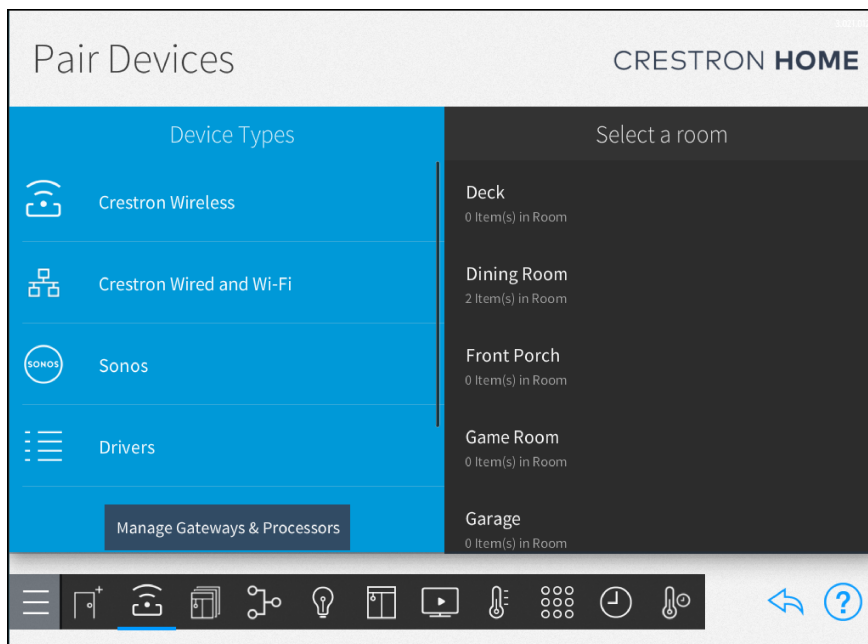 Pair Devices
CRESTRON HOME
Device Types
Select a room
Crestron Wireless
Crestron Wired and Wi-Fi
SONOS
Sonos
Drivers
Manage Gateways & Processors
Deck
0 Item(s) in Room
Dining Room
2 Item(s) in Room
Front Porch
0 Item(s) in Room
Game Room
0 Item(s) in Room
Garage
0 Item(s) in Room
?